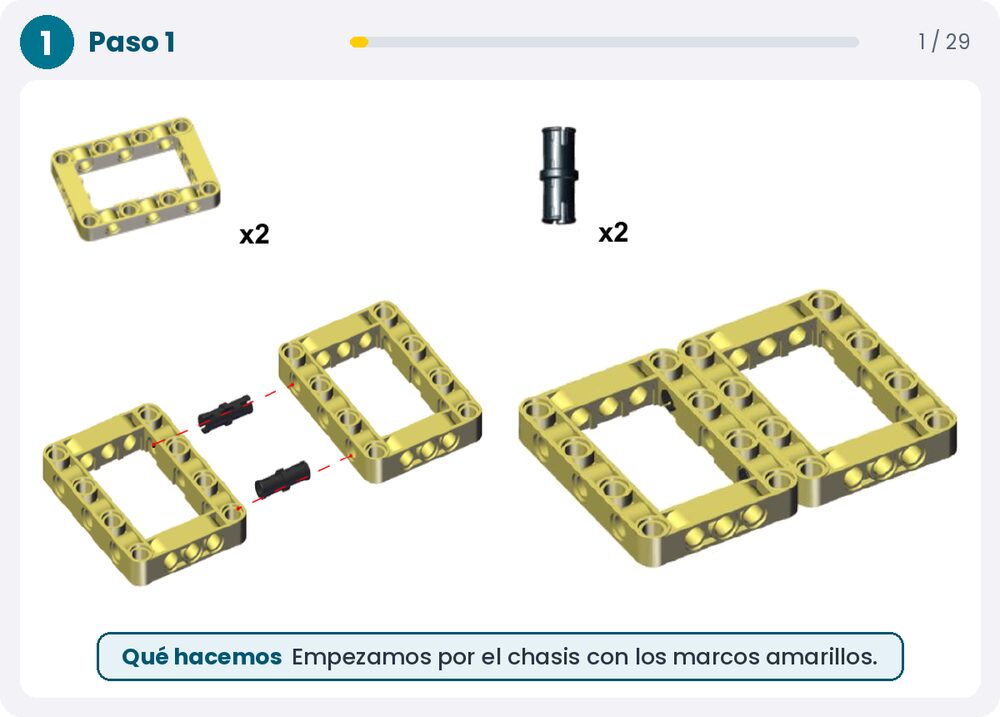 1 Paso 1
1 / 29
x2
x2
Qué hacemos Empezamos por el chasis con los marcos amarillos.